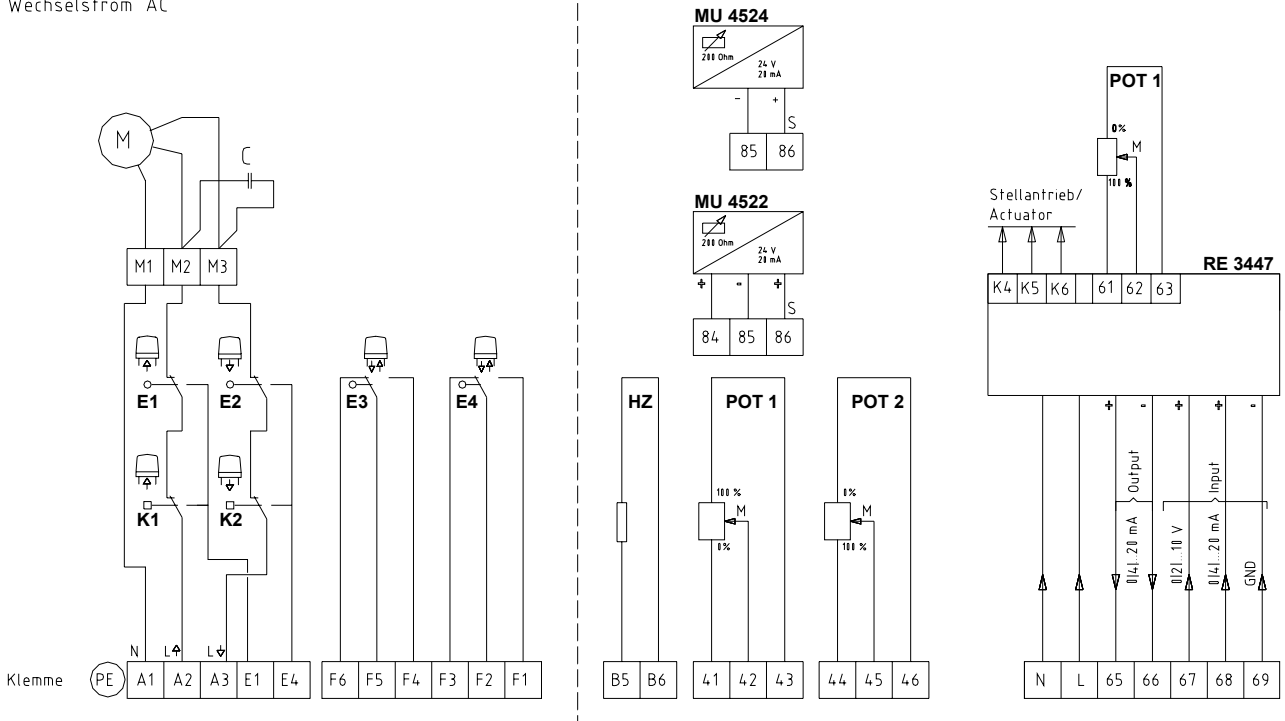 Wechselstrom AC
M
C
M1 M2 M3
E1 E2 E3 E4
K1 K2
N L L
Klemme PE A1 A2 A3 E1 E4 F6 F5 F4 F3 F2 F1
MU 4524
200 Ohm
24 V
20 mA
- +
S
85 86
MU 4522
200 Ohm
24 V
20 mA
+ - +
S
84 85 86
HZ POT 1 POT 2
100 % 0%
M M
0% 100 %
B5 B6 41 42 43 44 45 46
POT 1
0%
M
100 %
Stellantrieb/
Actuator
RE 3447
K4 K5 K6 61 62 63
+ - + + -
Output
Input
0(4)...20 mA
0(2)...10 V
0(4)...20 mA
GND
N L 65 66 67 68 69